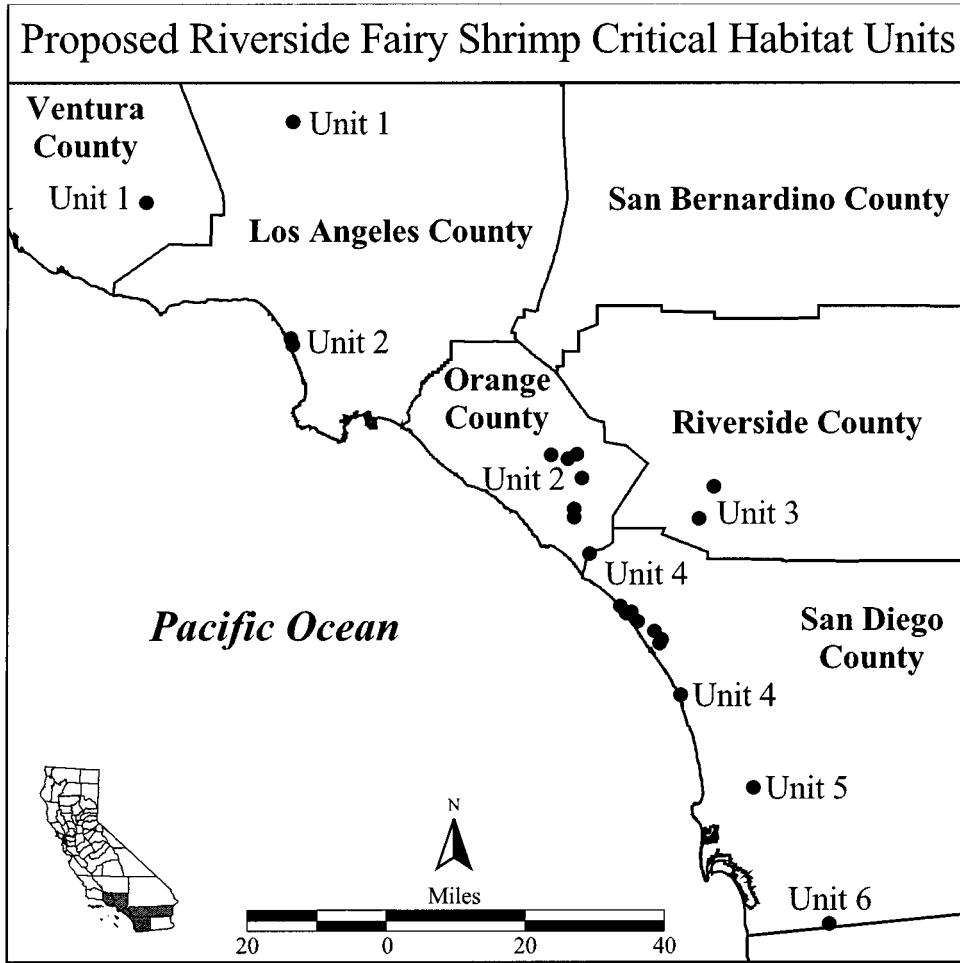 Proposed Riverside Fairy Shrimp Critical Habitat Units
Ventura
County
Unit 1
Unit 1
Los Angeles County
San Bernardino County
Unit 2
Orange
County
Unit 2
Riverside County
Unit 3
Unit 4
Pacific Ocean
San Diego
County
Unit 4
Unit 5
Unit 6
N
Miles
20 0 20 40